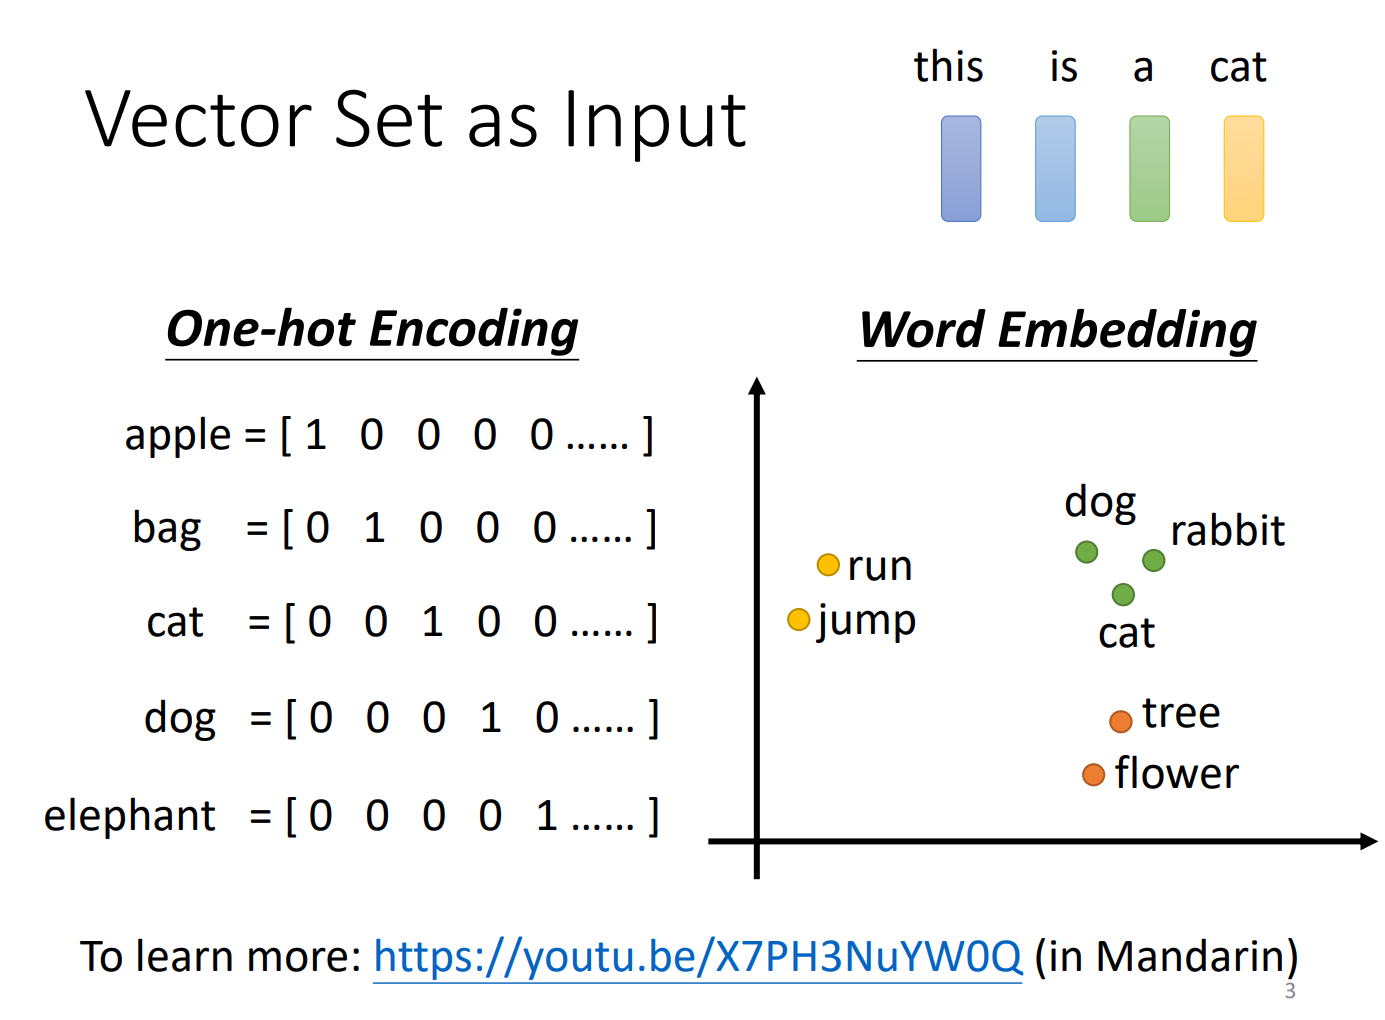 this is a cat
Vector Set as Input
One-hot Encoding
apple = [ 1 0 0 0 0 …… ]
bag = [ 0 1 0 0 0 …… ]
cat = [ 0 0 1 0 0 …… ]
dog = [ 0 0 0 1 0 …… ]
elephant = [ 0 0 0 0 1 …… ]
Word Embedding
dog
rabbit
run
jump
cat
tree
flower
To learn more: https://youtu.be/X7PH3NuYW0Q (in Mandarin)
3